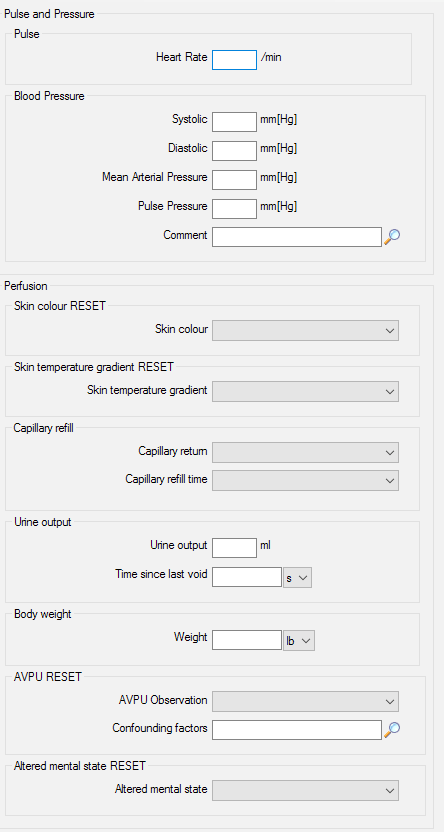 Pulse and Pressure
Pulse
Heart Rate /min
Blood Pressure
Systolic mm[Hg]
Diastolic mm[Hg]
Mean Arterial Pressure mm[Hg]
Pulse Pressure mm[Hg]
Comment
Perfusion
Skin colour RESET
Skin colour
Skin temperature gradient RESET
Skin temperature gradient
Capillary refill
Capillary return
Capillary refill time
Urine output
Urine output ml
Time since last void s
Body weight
Weight lb
AVPU RESET
AVPU Observation
Confounding factors
Altered mental state RESET
Altered mental state